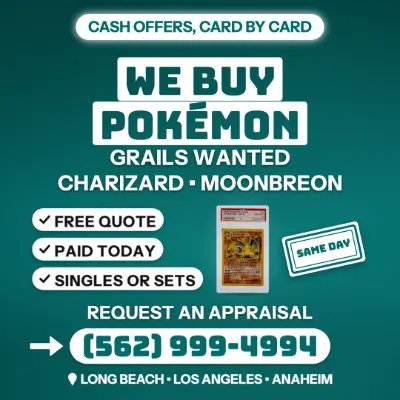 CASH OFFERS, CARD BY CARD
WE BUY
POKÉMON
GRAILS WANTED
CHARIZARD • MOONBREON
FREE QUOTE
PAID TODAY
SINGLES OR SETS
SAME DAY
REQUEST AN APPRAISAL
(562) 999-4994
LONG BEACH • LOS ANGELES • ANAHEIM